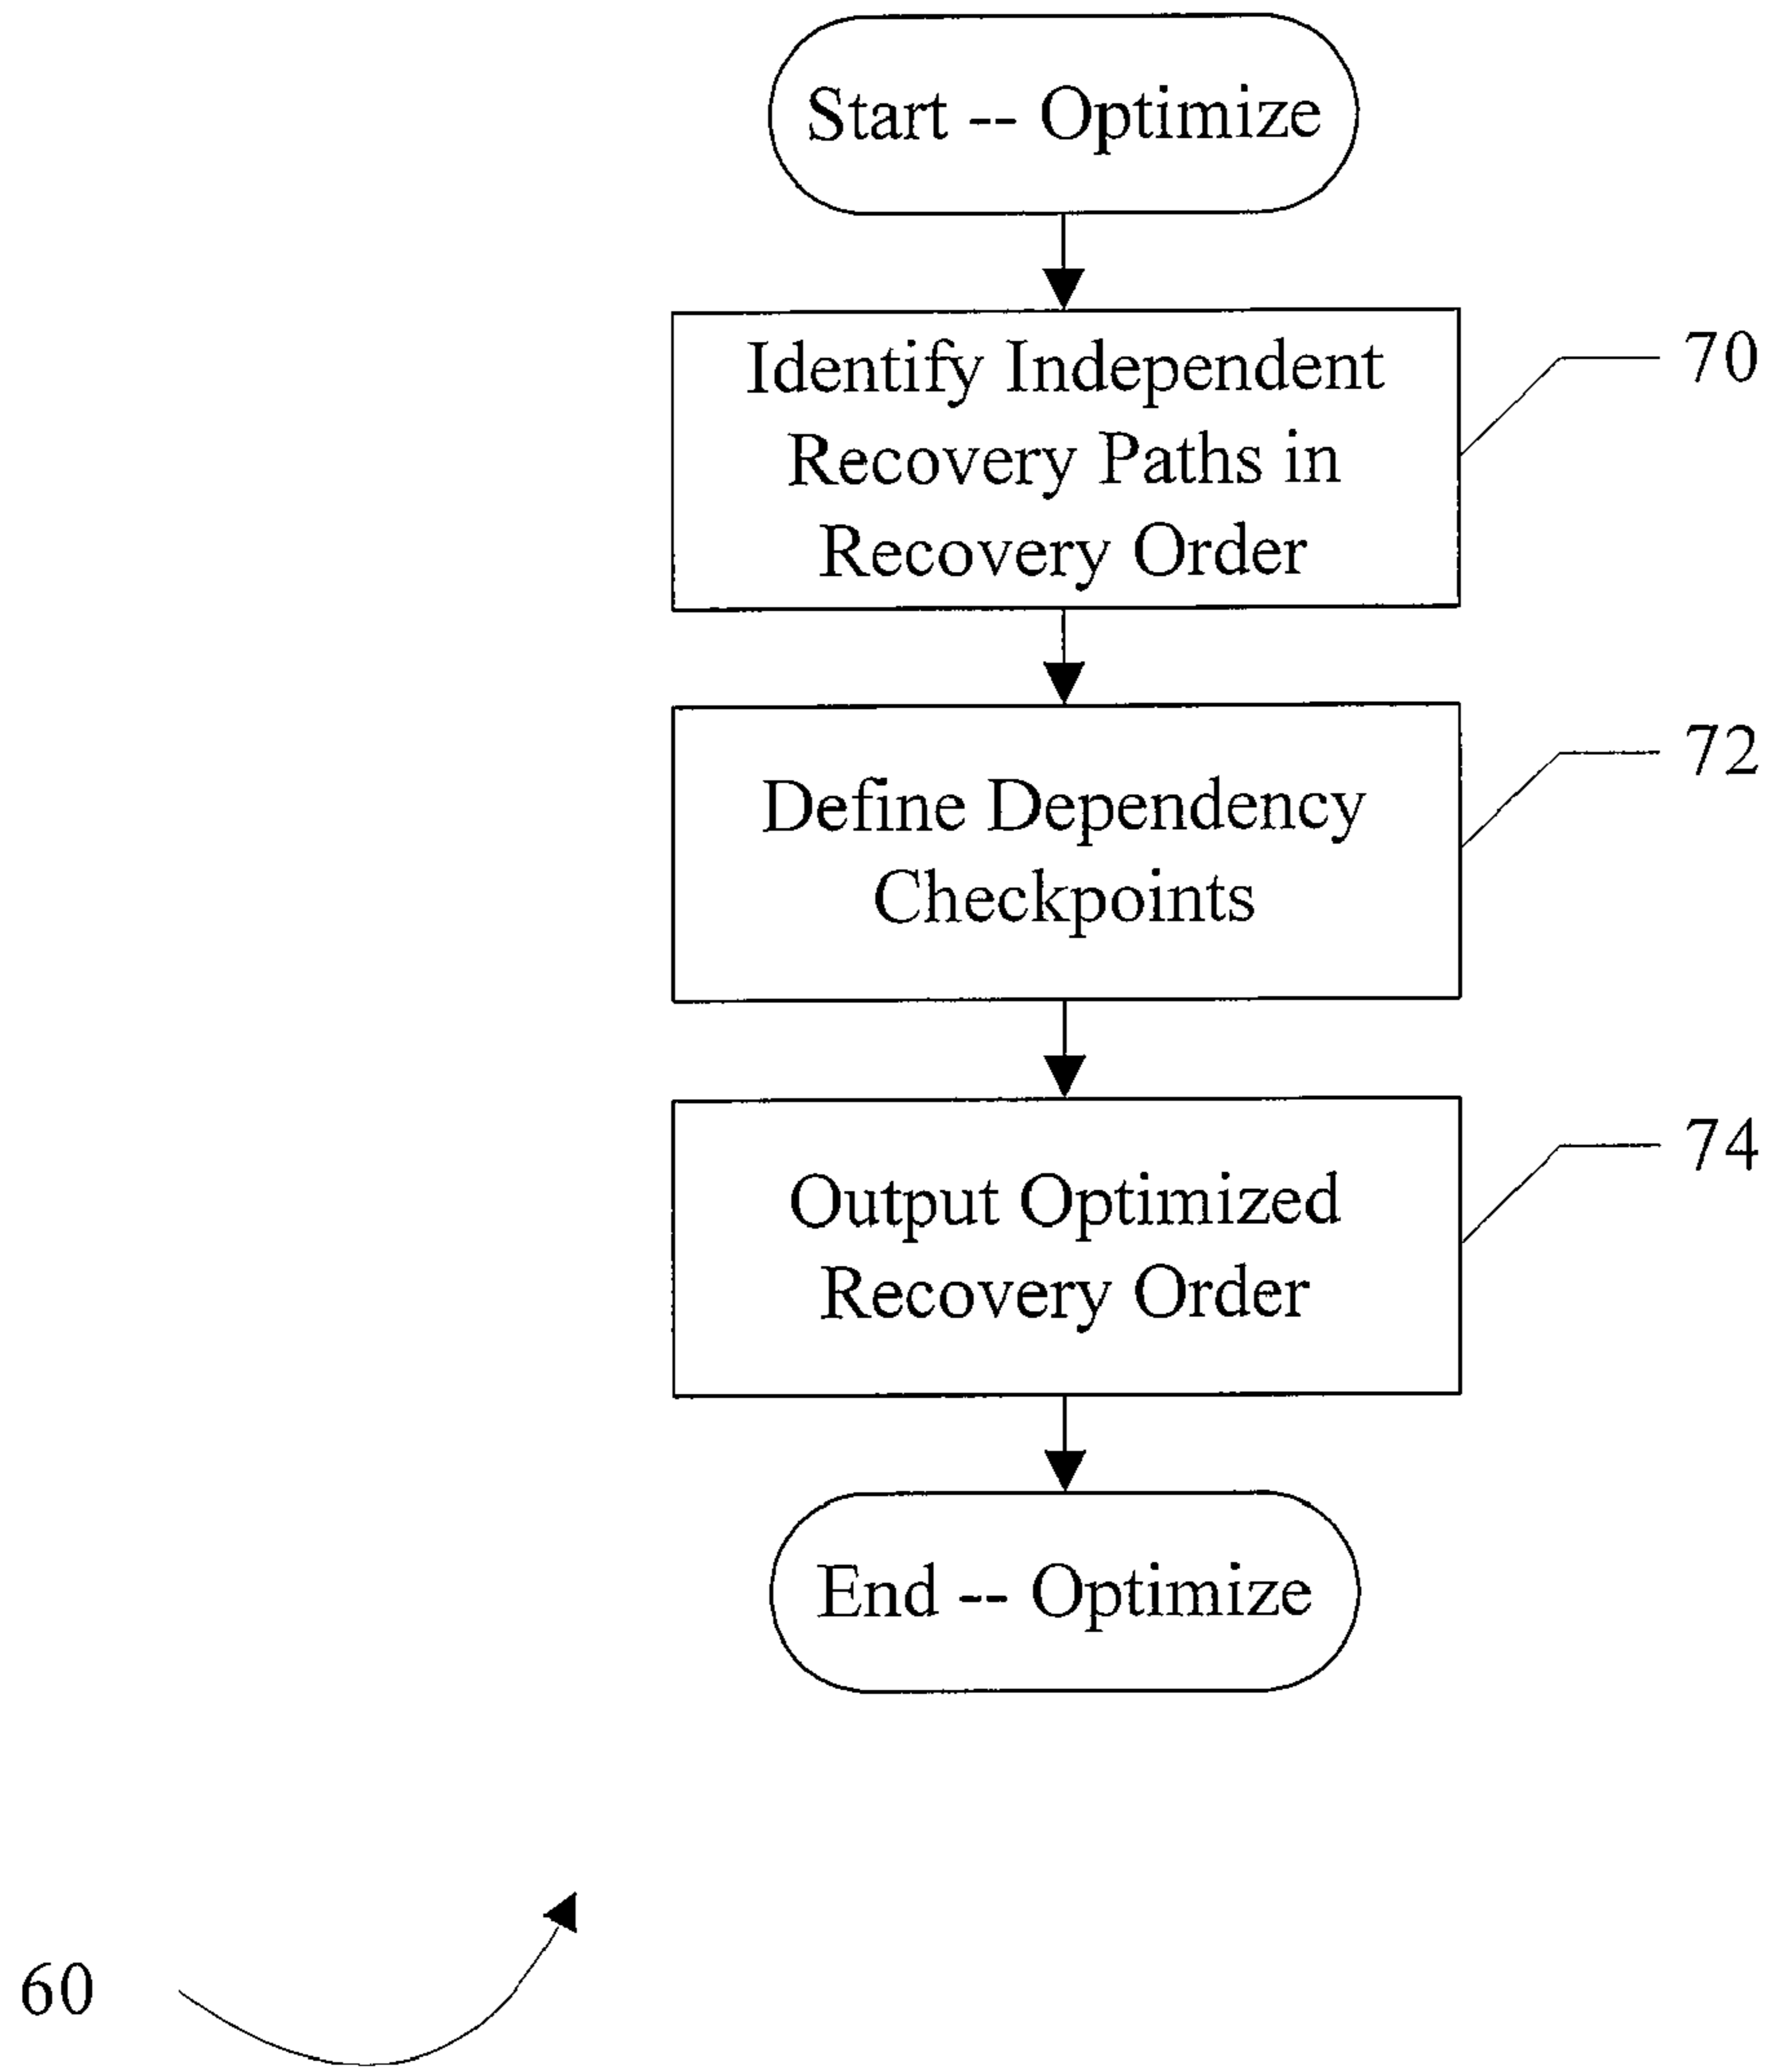 Start -- Optimize
Identify Independent
Recovery Paths in
Recovery Order
70
Define Dependency
Checkpoints
72
Output Optimized
Recovery Order
74
End -- Optimize
60